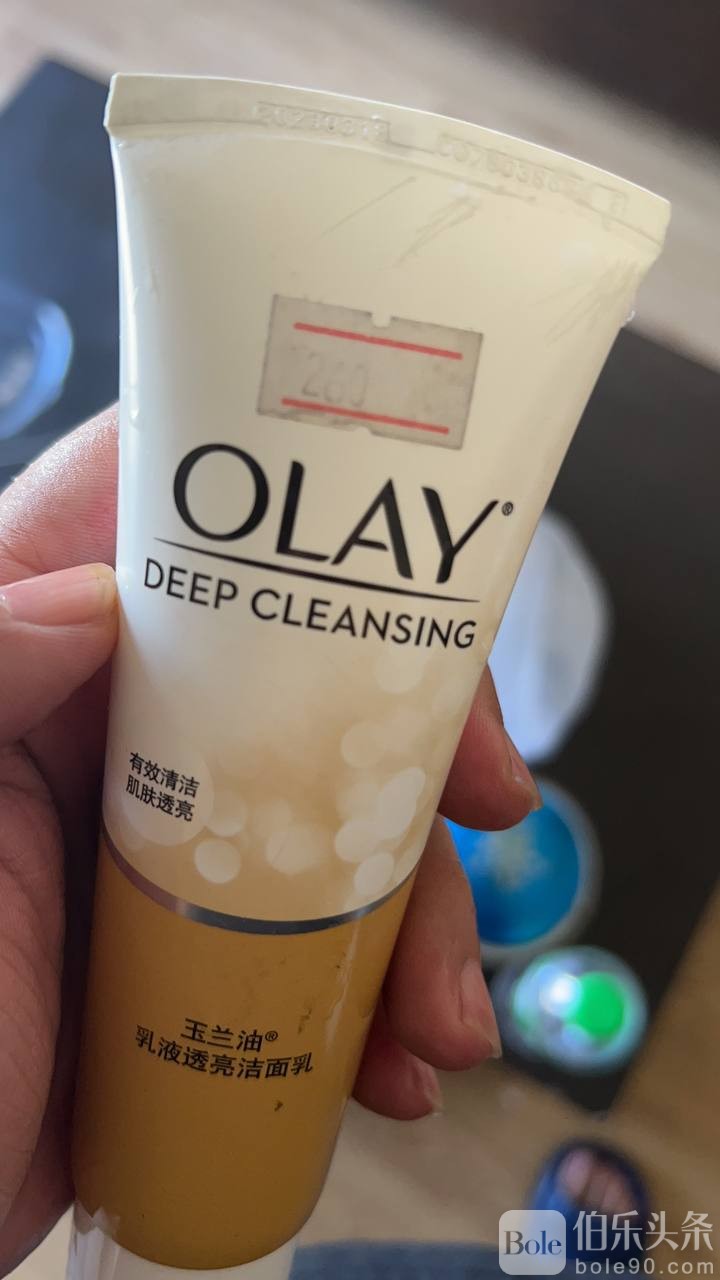 260
OLAY®
DEEP CLEANSING
有效清洁
肌肤透亮
玉兰油®
乳液透亮洁面乳
Bole 伯乐头条
bole90.com